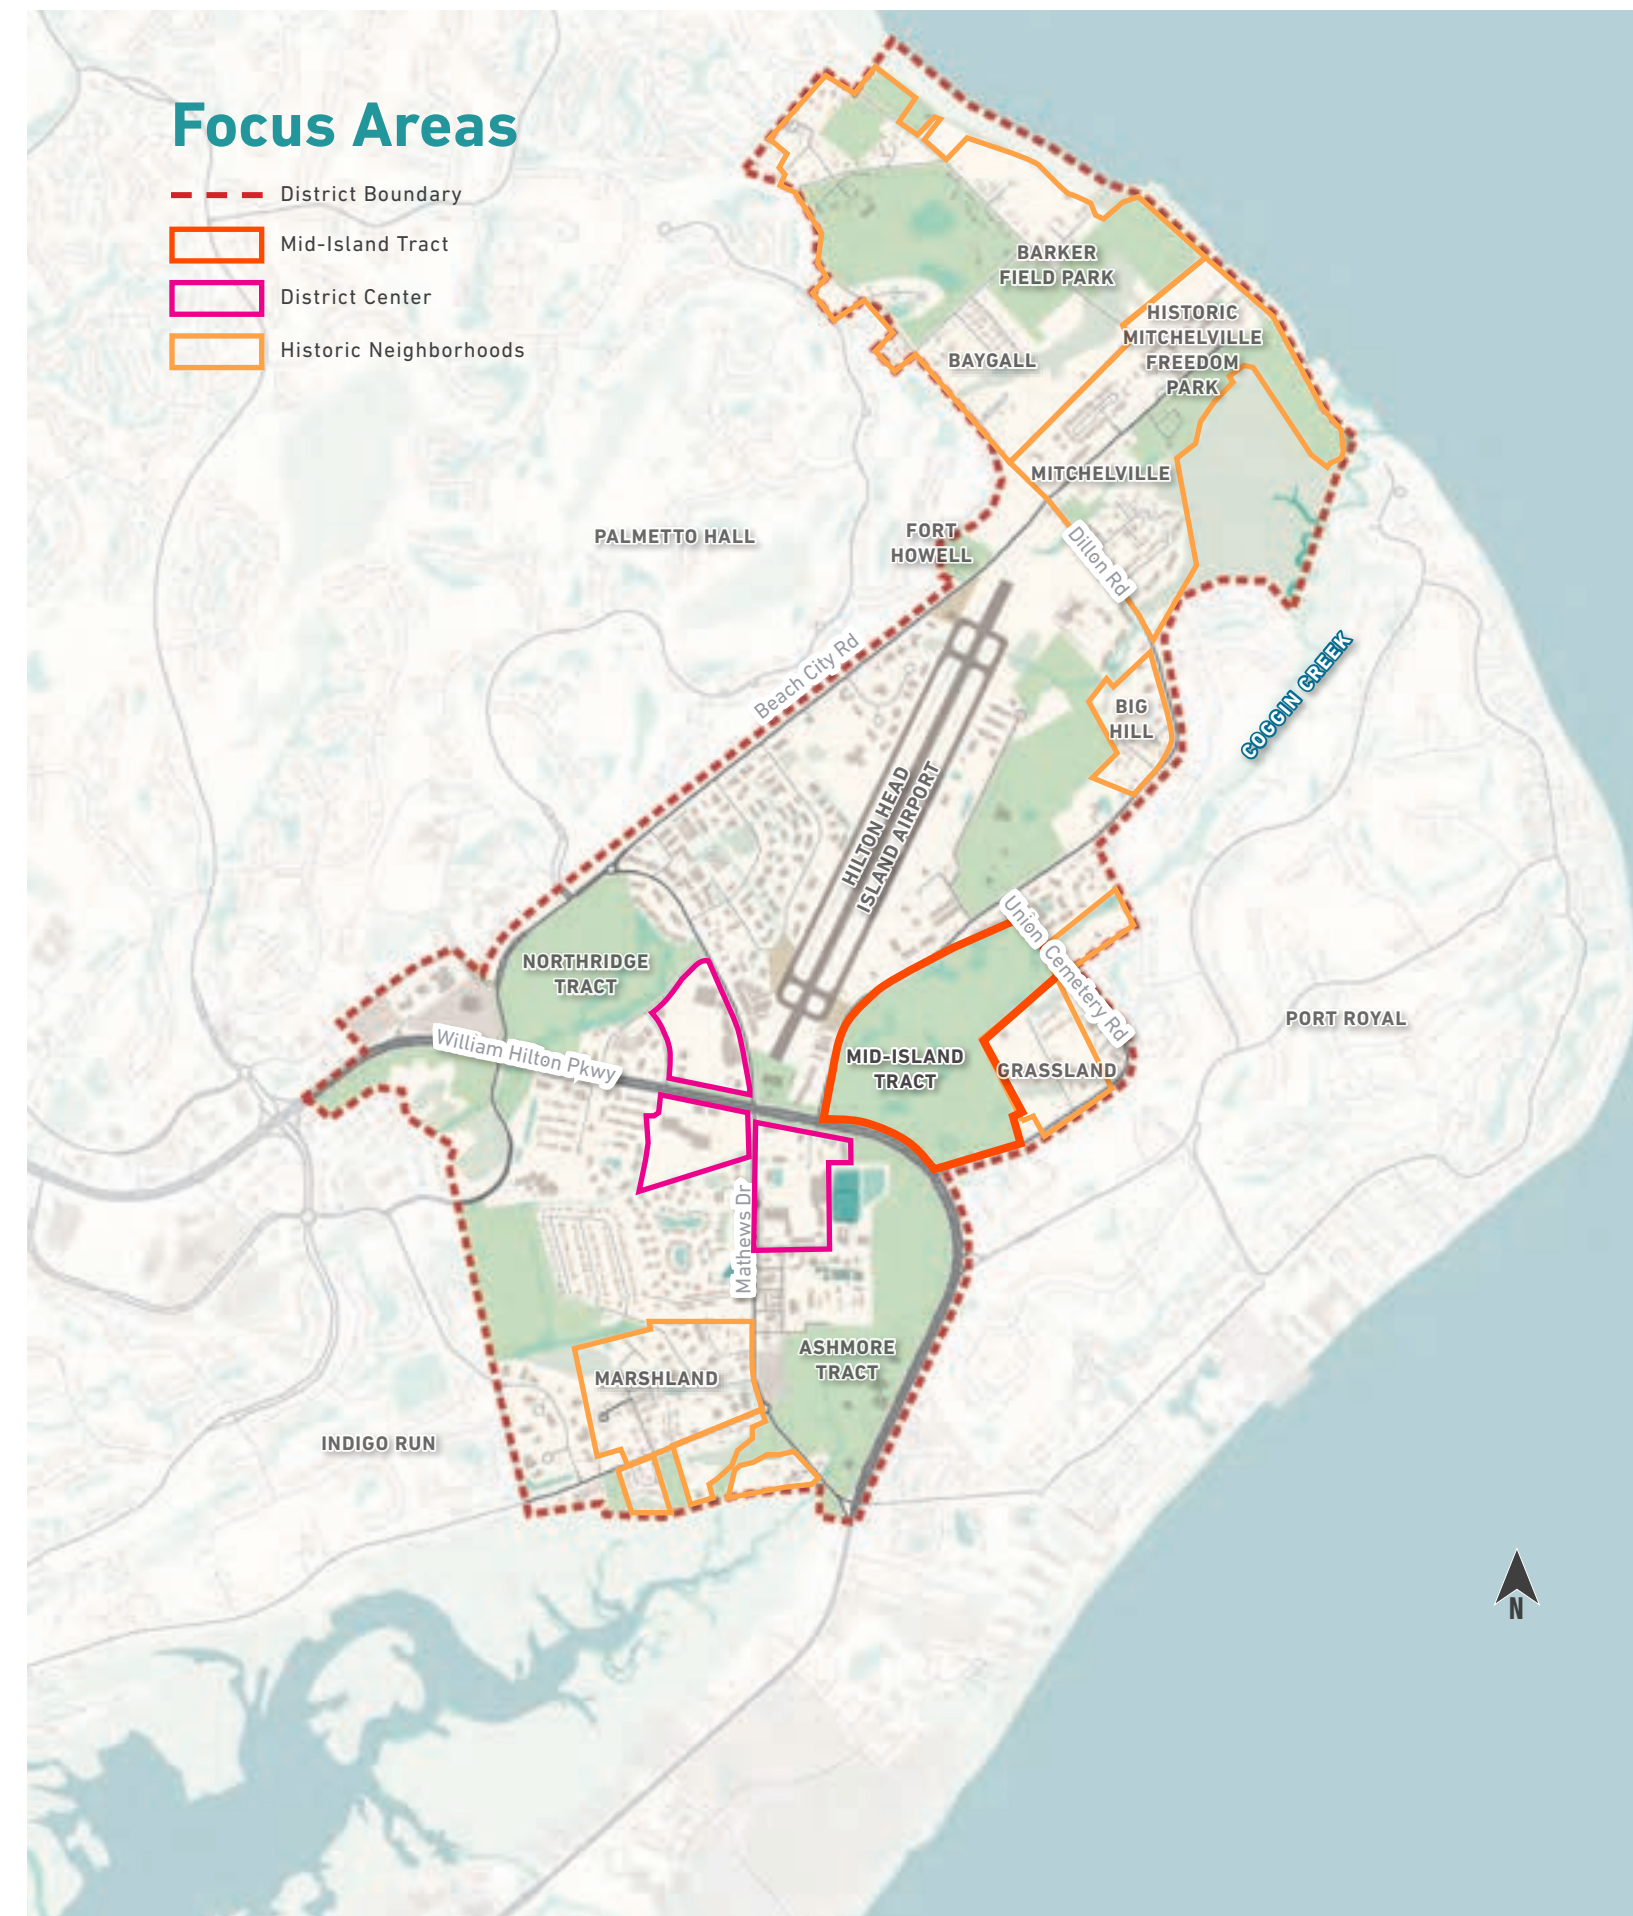 Focus Areas
District Boundary
Mid-Island Tract
District Center
Historic Neighborhoods
BARKER
FIELD PARK
HISTORIC
MITCHELVILLE
FREEDOM
PARK
BAYGALL
MITCHELVILLE
PALMETTO HALL
FORT
HOWELL
Dillon Rd
Beach City Rd
COGGIN CREEK
BIG
HILL
HILTON HEAD
ISLAND AIRPORT
Union Cemetery Rd
NORTHRIDGE
TRACT
PORT ROYAL
William Hilton Pkwy
MID-ISLAND
TRACT
GRASSLAND
Mathews Dr
ASHMORE
TRACT
MARSHLAND
INDIGO RUN
N